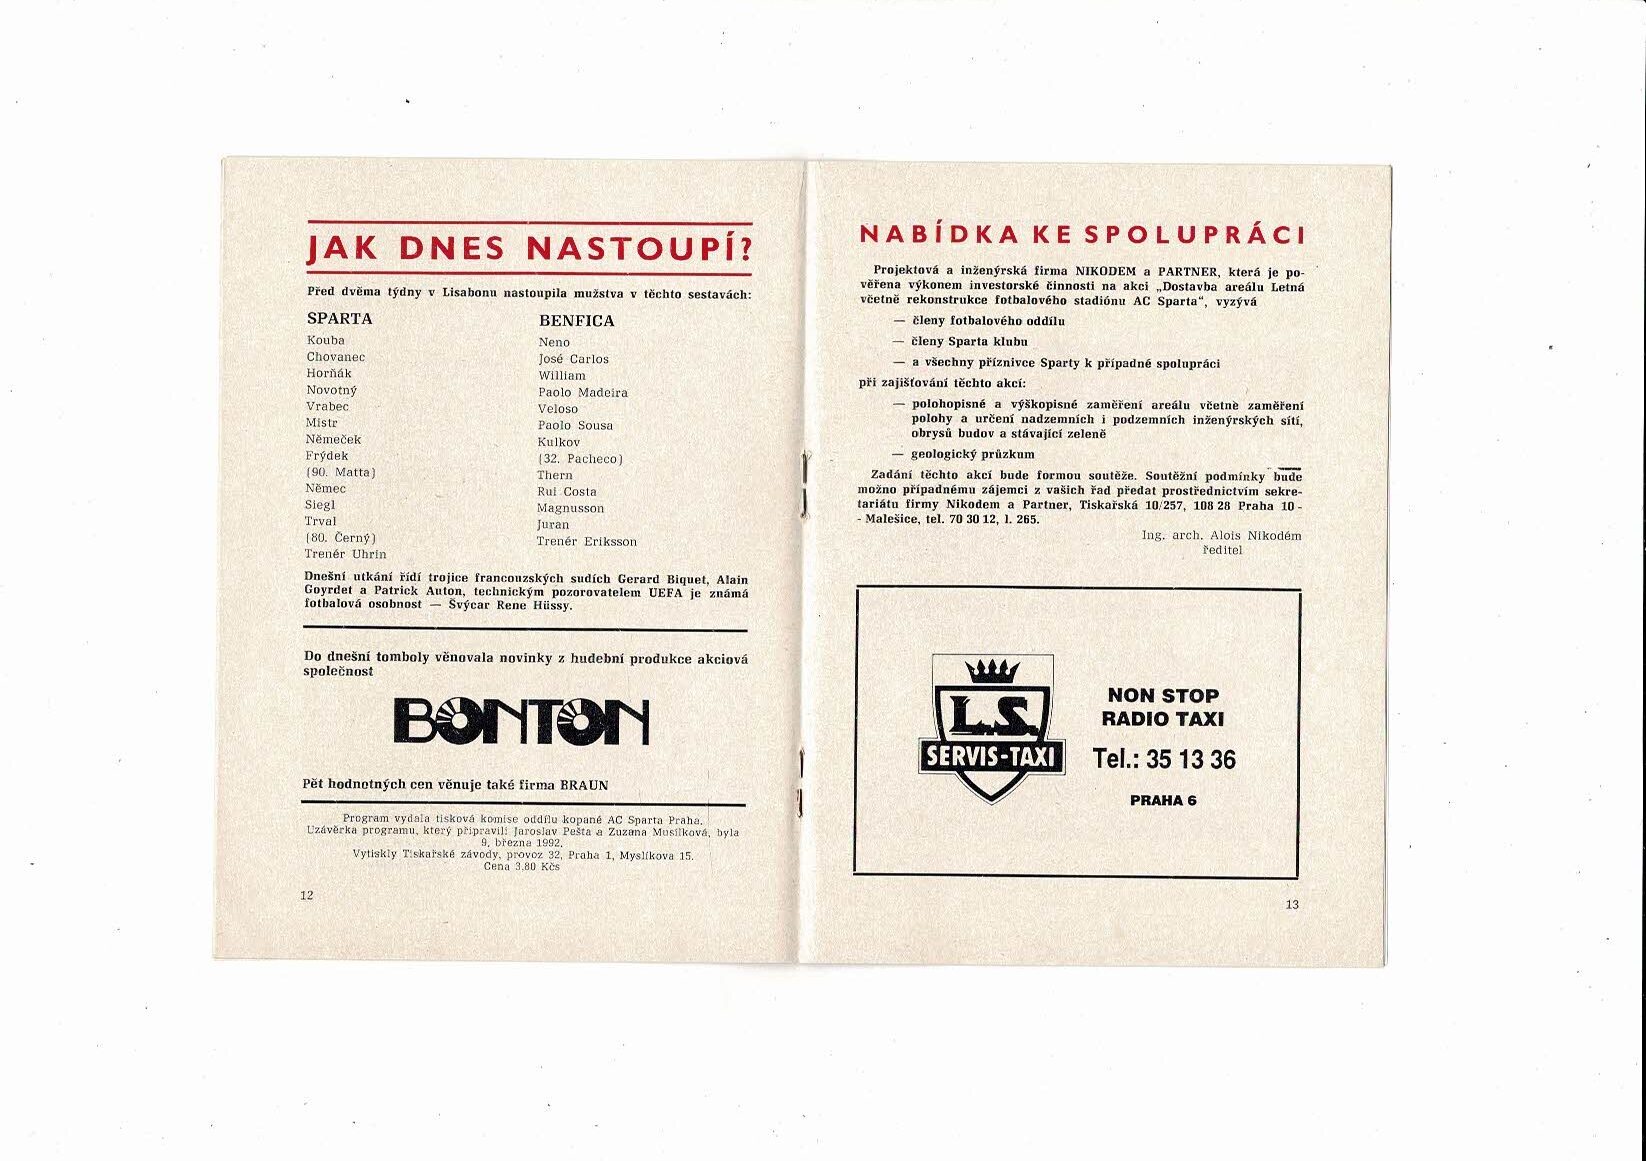 JAK DNES NASTOUPÍ?
Před dvěma týdny v Lisabonu nastoupila mužstva v těchto sestavách:
SPARTA
Kouba
Chovanec
Horňák
Novotný
Vrabec
Mistr
Němeček
Frýdek
(90. Matta)
Němec
Siegl
Trval
(80. Černý)
Trenér Uhrin
BENFICA
Neno
José Carlos
William
Paolo Madeira
Veloso
Paolo Sousa
Kulkov
(32. Pacheco)
Thern
Rui Costa
Magnusson
Juran
Trenér Eriksson
Dnešní utkání řídí trojice francouzských sudích Gerard Biquet, Alain
Goyrdet a Patrick Anton, technickým pozorovatelem UEFA je známá
fotbalová osobnost — Švýcar Rene Hüssy.
Do dnešní tomboly věnovala novinky z hudební produkce akciová
společnost
BONTON
Pět hodnotných cen věnuje také firma BRAUN
Program vydala tisková komise oddílu kopané AC Sparta Praha.
Uzávěrka programu, který připravili Jaroslav Pešta a Zuzana Musílková, byla
9. března 1992.
Vytiskly Tiskařské závody, provoz 32, Praha 1, Myslíkova 15.
Cena 3,80 Kčs
12
NABÍDKA KE SPOLUPRÁCI
Projektová a inženýrská firma NIKODEM a PARTNER, která je po-
věřena výkonem investorské činnosti na akci „Dostavba areálu Letná
včetně rekonstrukce fotbalového stadiónu AC Sparta“, vyzývá
— členy fotbalového oddílu
— členy Sparta klubu
— a všechny příznivce Sparty k případné spolupráci
při zajišťování těchto akcí:
— polohopisné a výškopisné zaměření areálu včetně zaměření
polohy a určení nadzemních i podzemních inženýrských sítí,
obrysů budov a stávající zeleně
— geologický průzkum
Zadání těchto akcí bude formou soutěže. Soutěžní podmínky bude
možno případnému zájemci z vašich řad předat prostřednictvím sekre-
tariátu firmy Nikodem a Partner, Tiskařská 10/257, 108 28 Praha 10 -
- Malešice, tel. 70 30 12, l. 265.
Ing. arch. Alois Nikodém
ředitel
L.S.
SERVIS-TAXI
NON STOP
RADIO TAXI
Tel.: 35 13 36
PRAHA 6
13